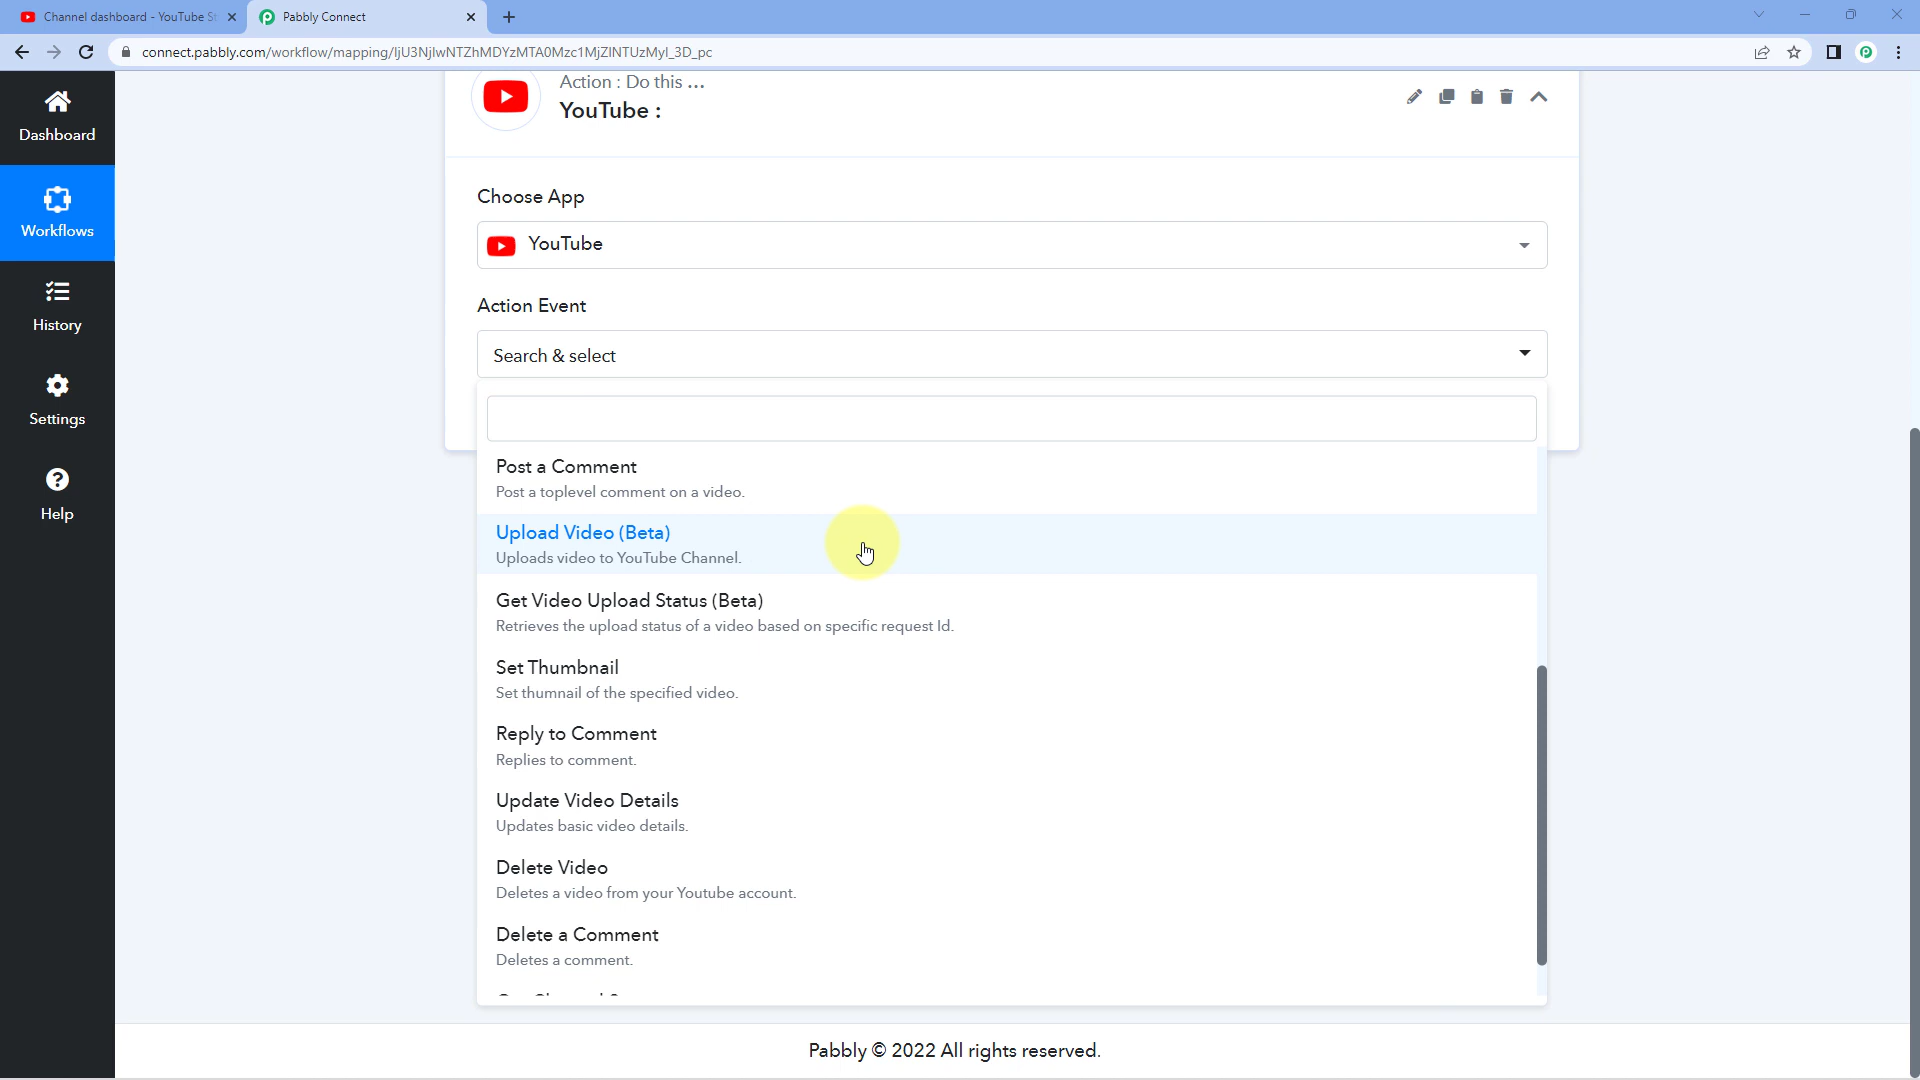 Channel dashboard - YouTube St
Pabbly Connect
connect.pabbly.com/workflow/mapping/
Dashboard
Workflows
History
Settings
Help
Action : Do this ...
YouTube :
Choose App
YouTube
Action Event
Search & select
Post a Comment
Post a toplevel comment on a video.
Upload Video (Beta)
Uploads video to YouTube Channel.
Get Video Upload Status (Beta)
Retrieves the upload status of a video based on specific request Id.
Set Thumbnail
Set thumnail of the specified video.
Reply to Comment
Replies to comment.
Update Video Details
Updates basic video details.
Delete Video
Deletes a video from your Youtube account.
Delete a Comment
Deletes a comment.
Pabbly © 2022 All rights reserved.